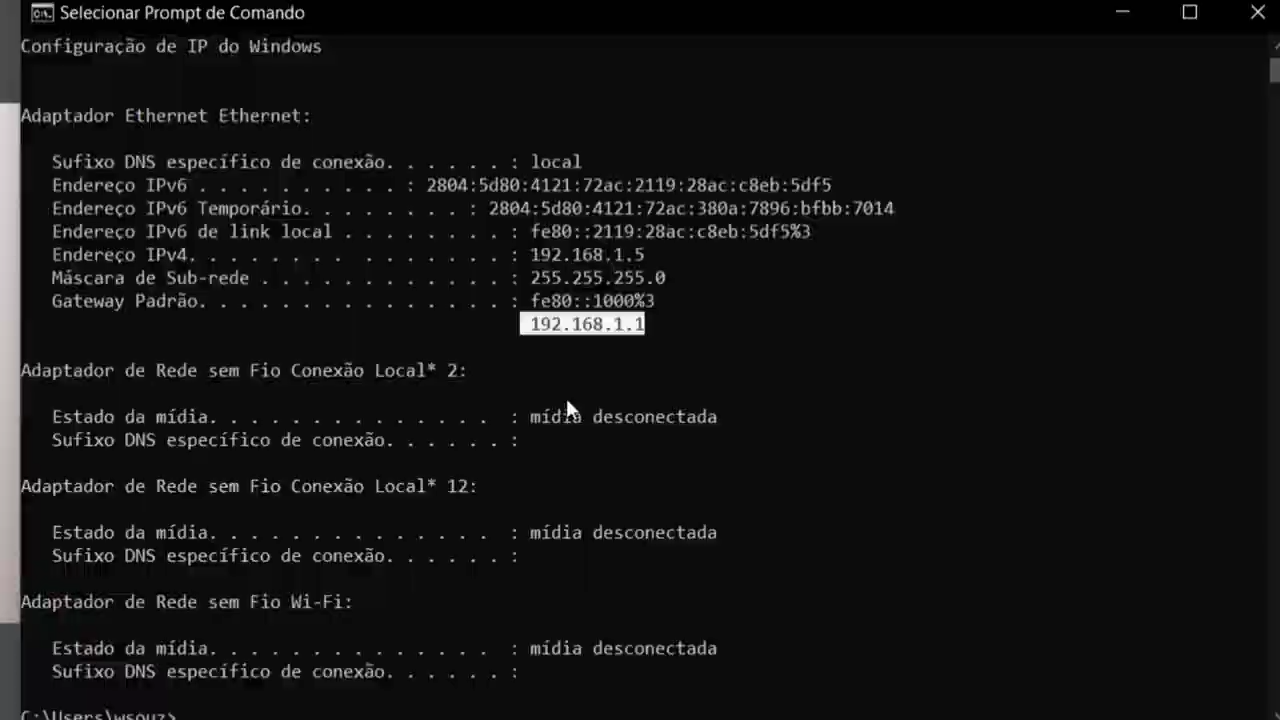 Selecionar Prompt de Comando
Configuração de IP do Windows
Adaptador Ethernet Ethernet:
Sufixo DNS específico de conexão. . . . . . : local
Endereço IPv6 . . . . . . . . . . : 2804:5d80:4121:72ac:2119:28ac:c8eb:5df5
Endereço IPv6 Temporário. . . . . . . . : 2804:5d80:4121:72ac:380a:7896:bfbb:7014
Endereço IPv6 de link local . . . . . . . . : fe80::2119:28ac:c8eb:5df5%3
Endereço IPv4. . . . . . . . . . . . . . . : 192.168.1.5
Máscara de Sub-rede . . . . . . . . . . . . : 255.255.255.0
Gateway Padrão. . . . . . . . . . . . . . . : fe80::1000%3
192.168.1.1
Adaptador de Rede sem Fio Conexão Local* 2:
Estado da mídia. . . . . . . . . . . . . . : mídia desconectada
Sufixo DNS específico de conexão. . . . . . :
Adaptador de Rede sem Fio Conexão Local* 12:
Estado da mídia. . . . . . . . . . . . . . : mídia desconectada
Sufixo DNS específico de conexão. . . . . . :
Adaptador de Rede sem Fio Wi-Fi:
Estado da mídia. . . . . . . . . . . . . . : mídia desconectada
Sufixo DNS específico de conexão. . . . . . :
C:\Users\wsouz>